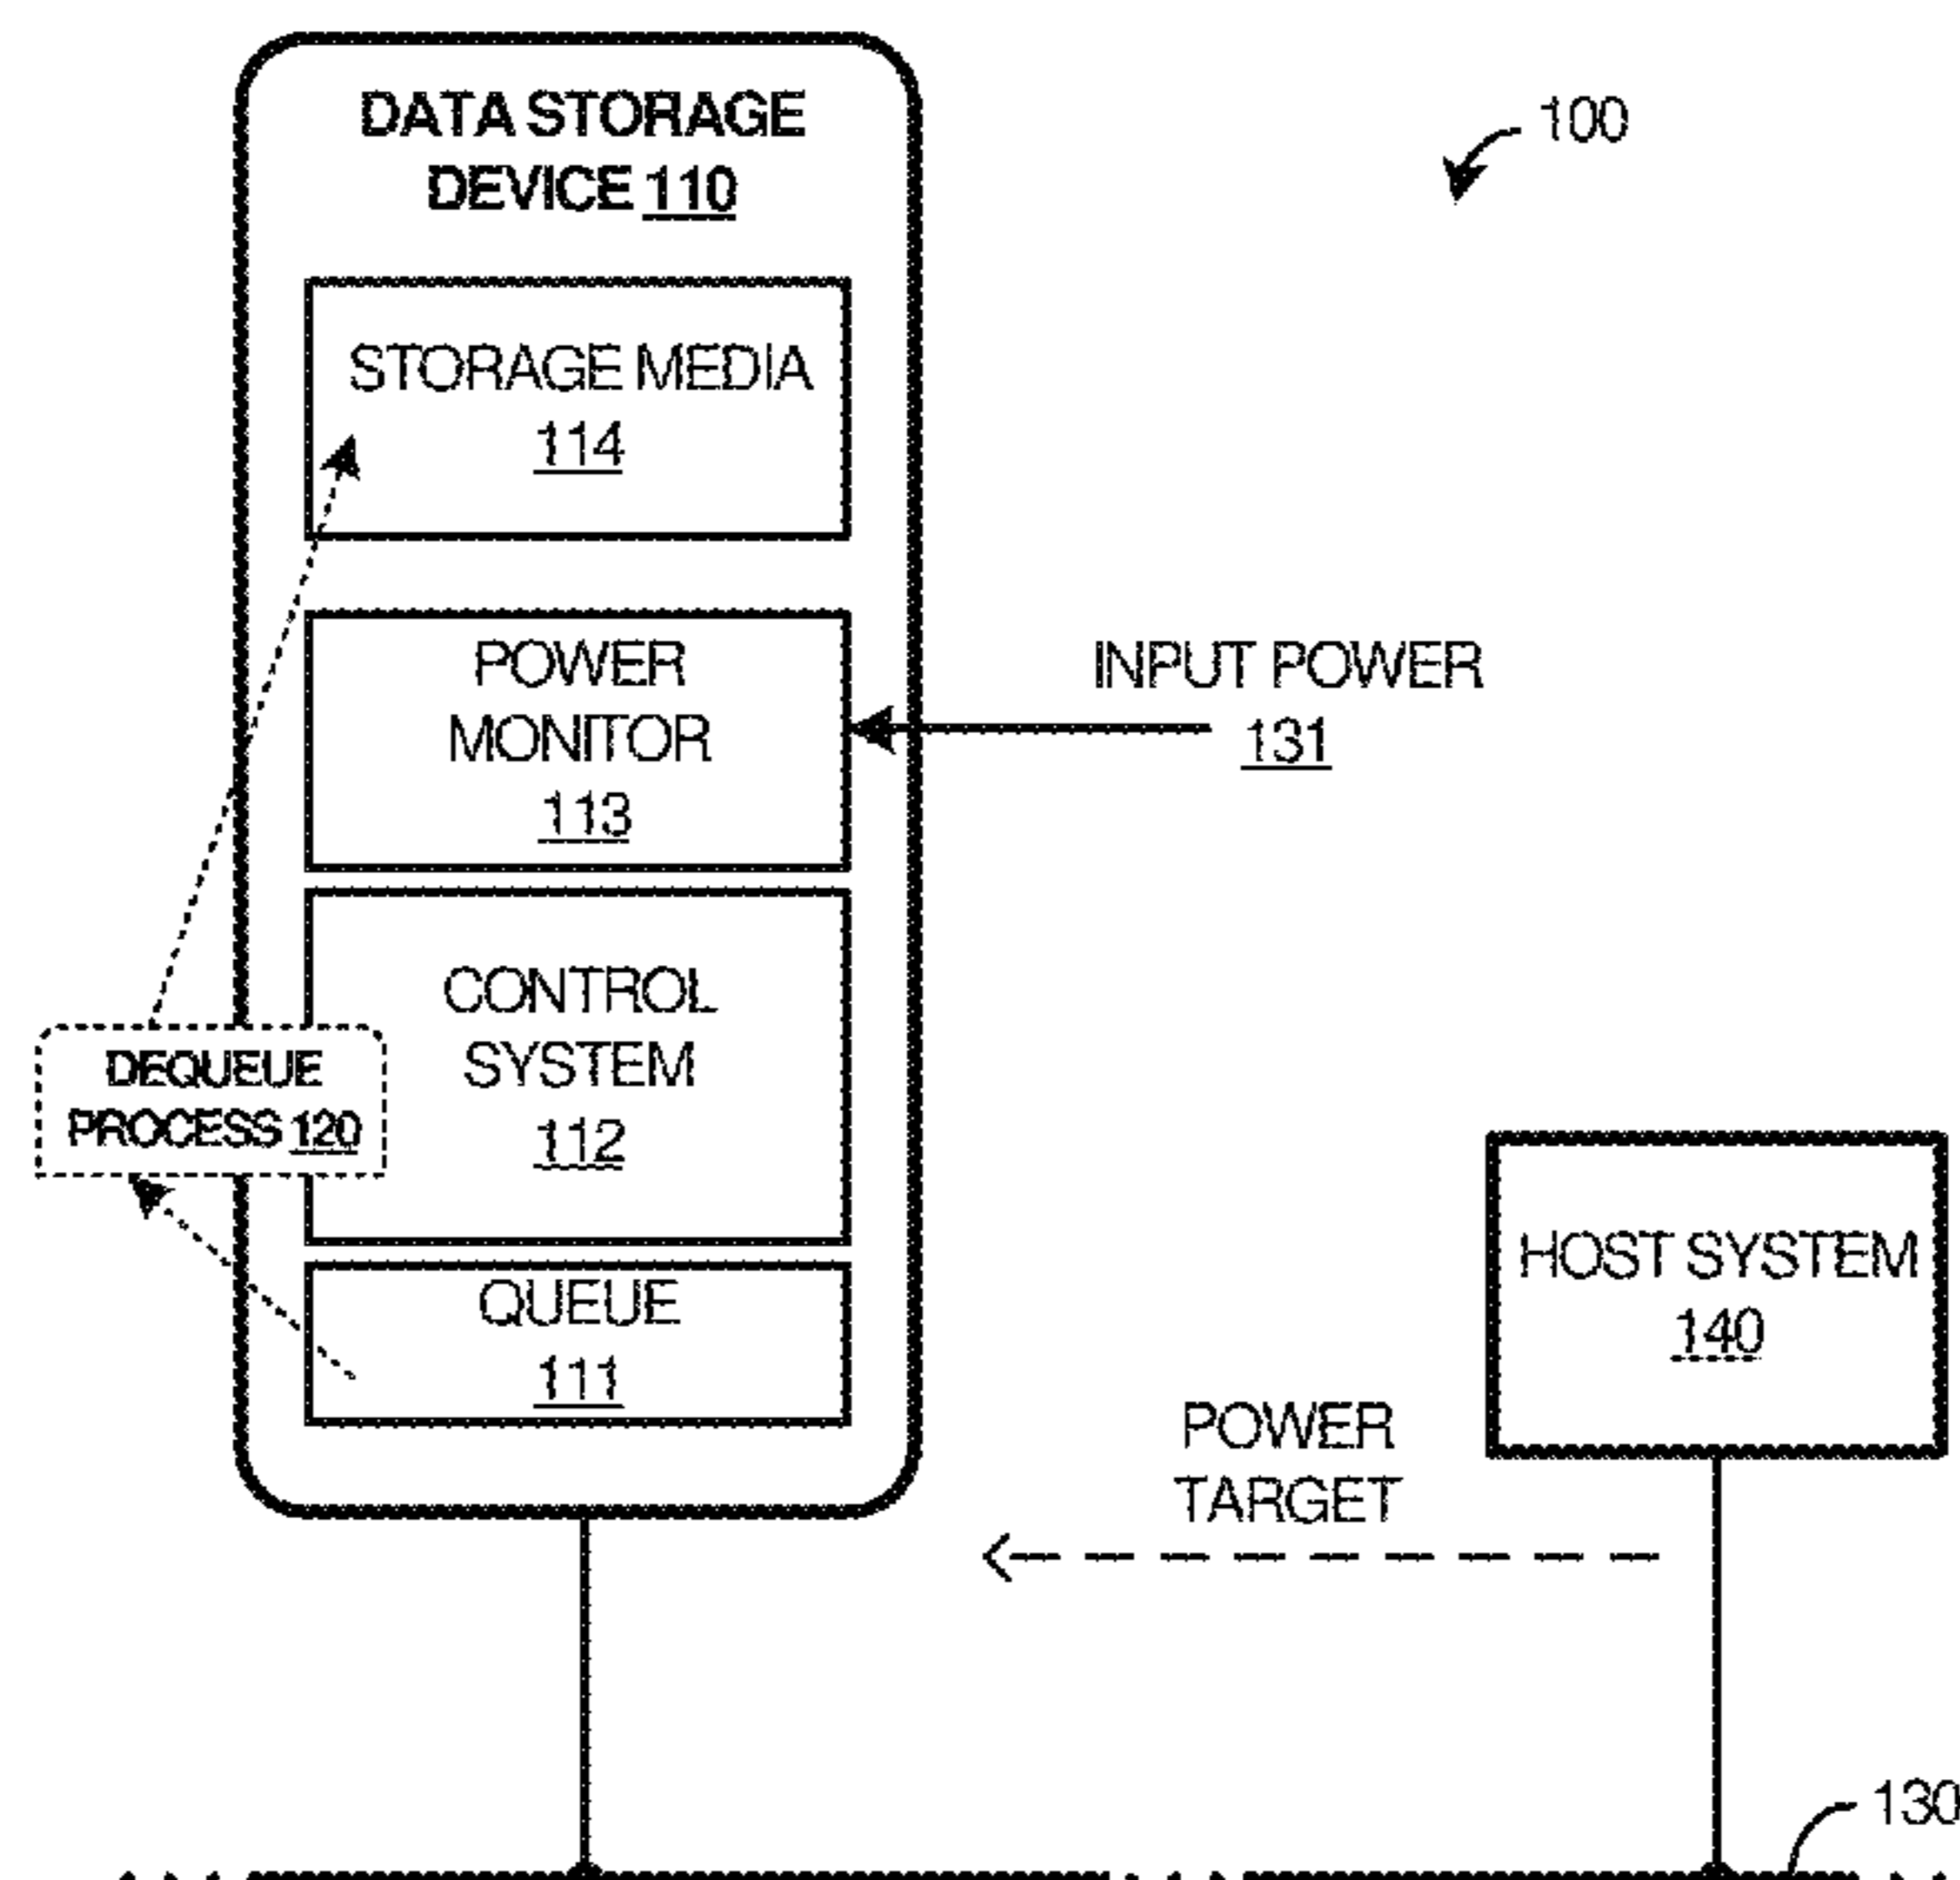 DATA STORAGE
DEVICE 110
100
STORAGE MEDIA
114
POWER
MONITOR
113
INPUT POWER
131
CONTROL
SYSTEM
112
DEQUEUE
PROCESS 120
QUEUE
111
HOST SYSTEM
140
POWER
TARGET
130